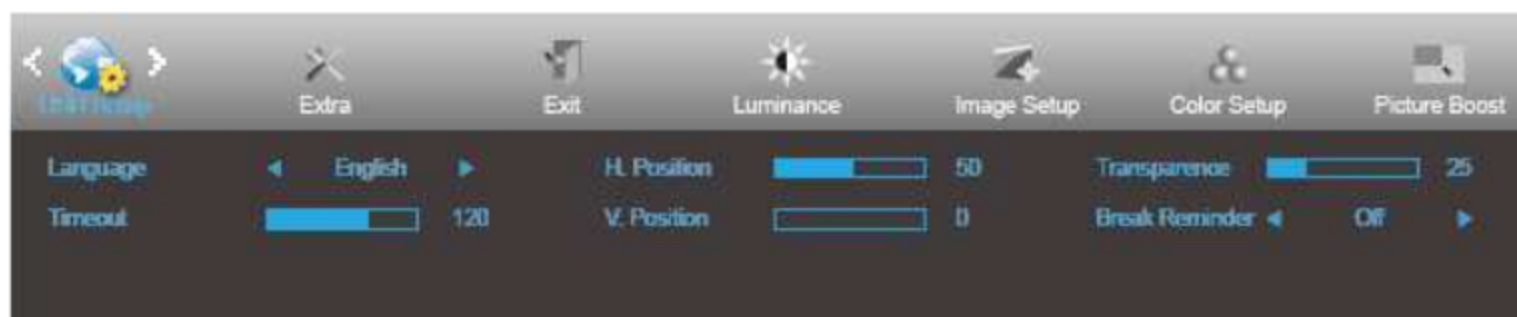 Extra Exit Luminance Image Setup Color Setup Picture Boost
Language English H. Position 50 Transparence 25
Timeout 120 V. Position 0 Break Reminder Off